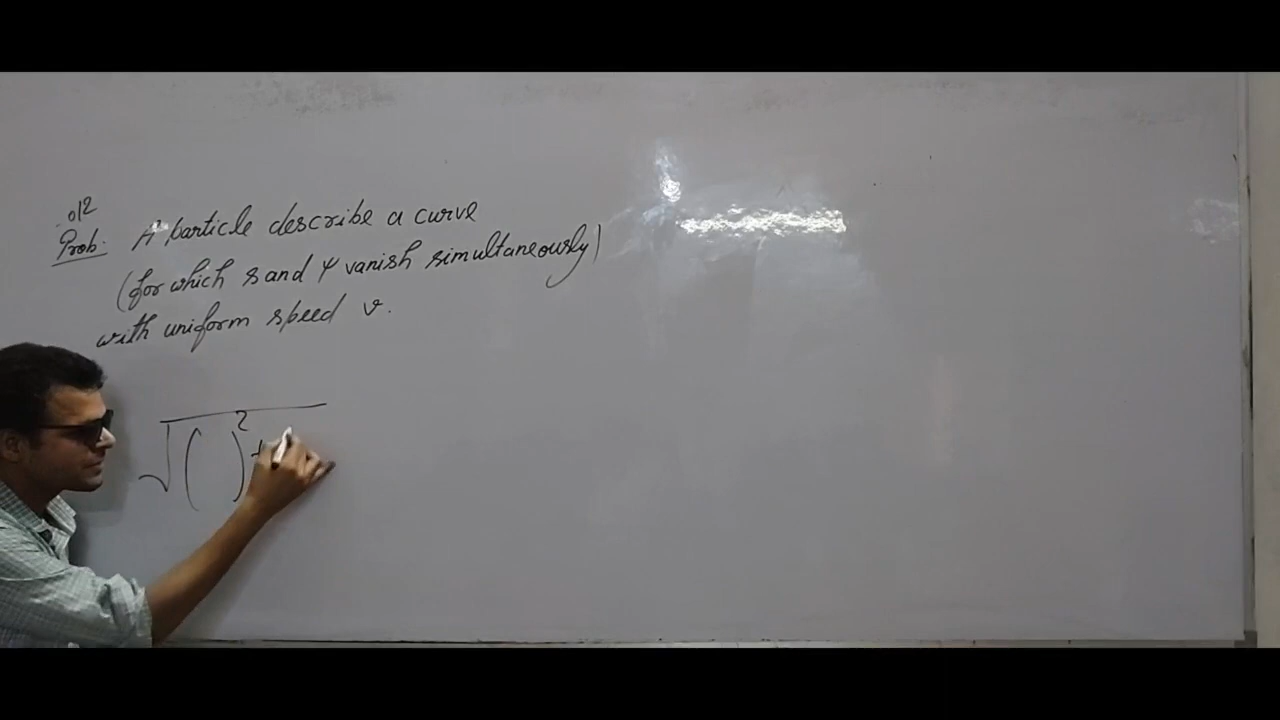 012
Prob: A particle describe a curve
(for which s and ψ vanish simultaneously)
with uniform speed v.
√( )² +